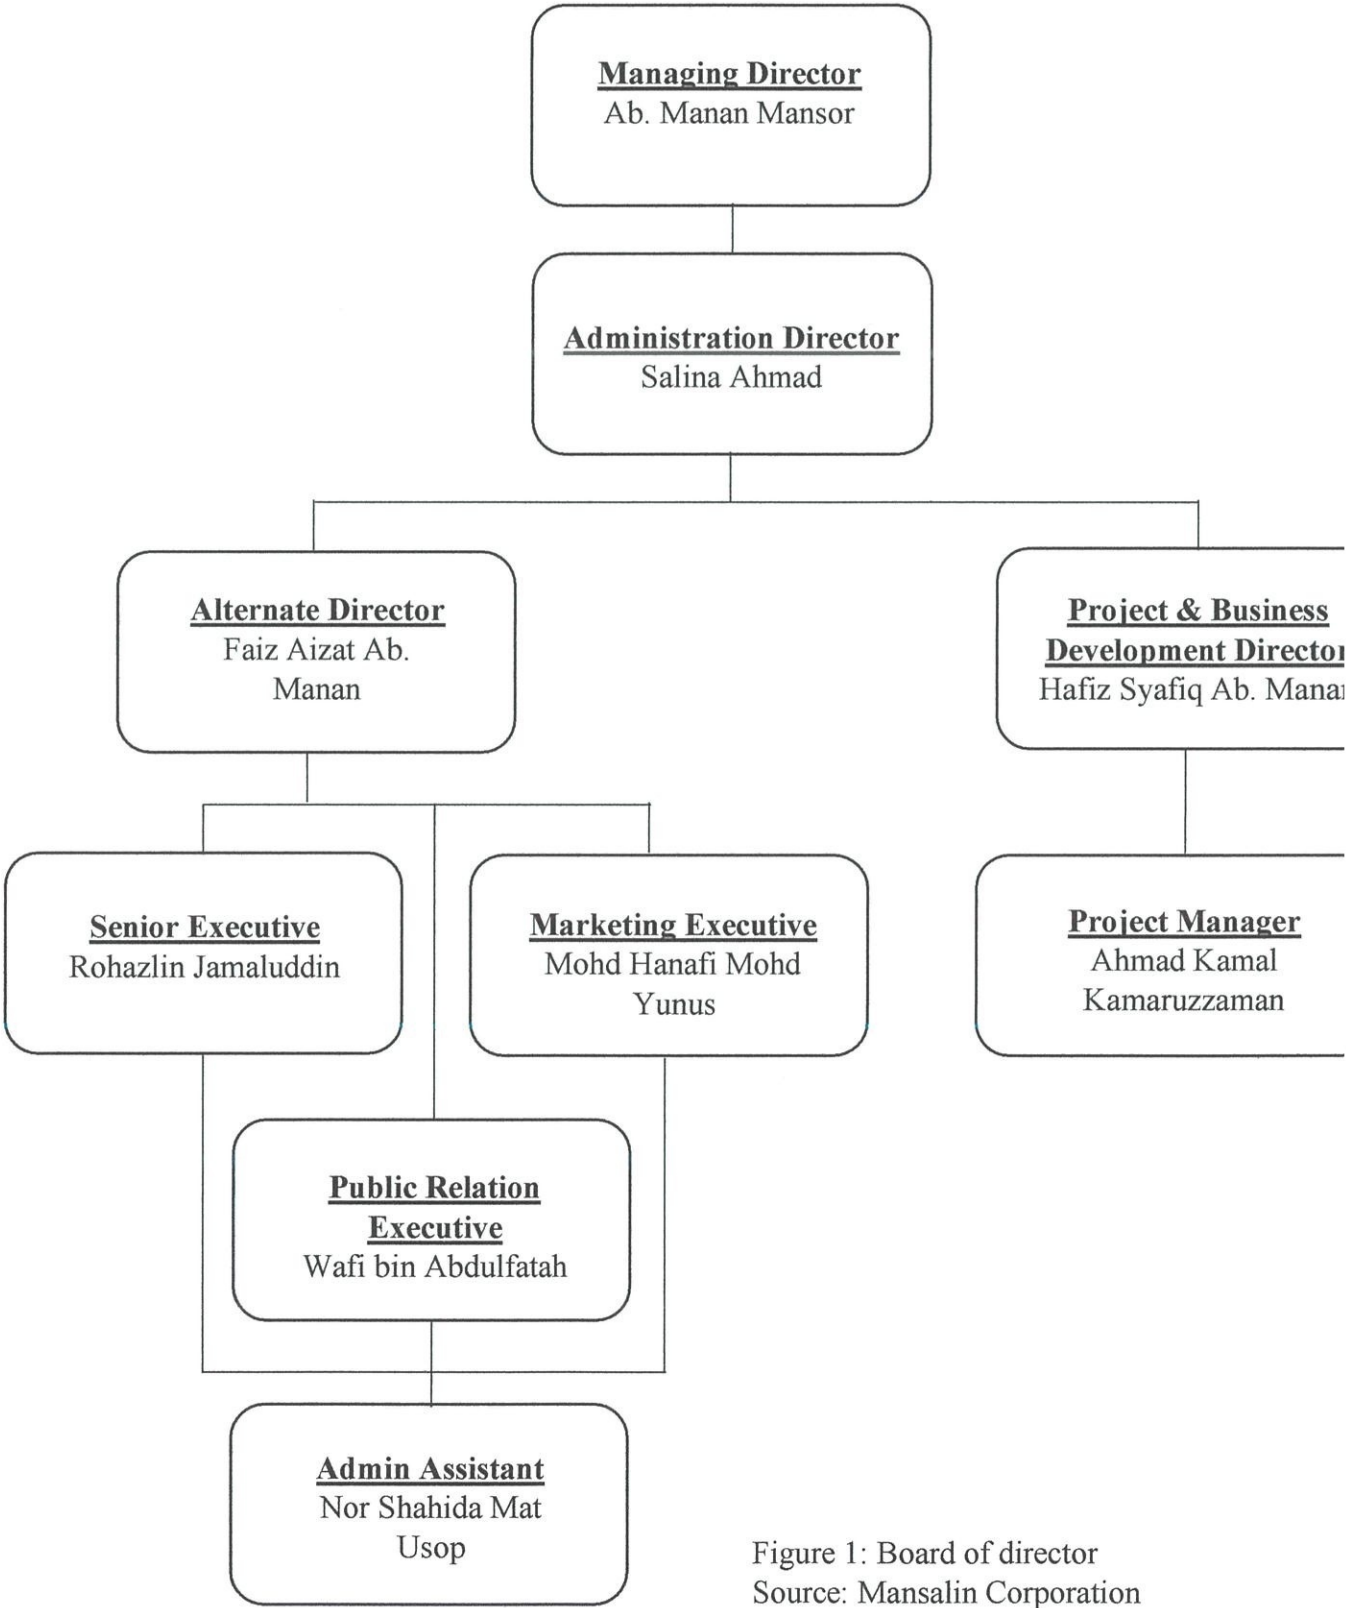 Managing Director
Ab. Manan Mansor
Administration Director
Salina Ahmad
Alternate Director
Faiz Aizat Ab.
Manan
Project & Business
Development Director
Hafiz Syafiq Ab. Manan
Senior Executive
Rohazlin Jamaluddin
Marketing Executive
Mohd Hanafi Mohd
Yunus
Project Manager
Ahmad Kamal
Kamaruzzaman
Public Relation
Executive
Wafi bin Abdulfatah
Admin Assistant
Nor Shahida Mat
Usop
Figure 1: Board of director
Source: Mansalin Corporation